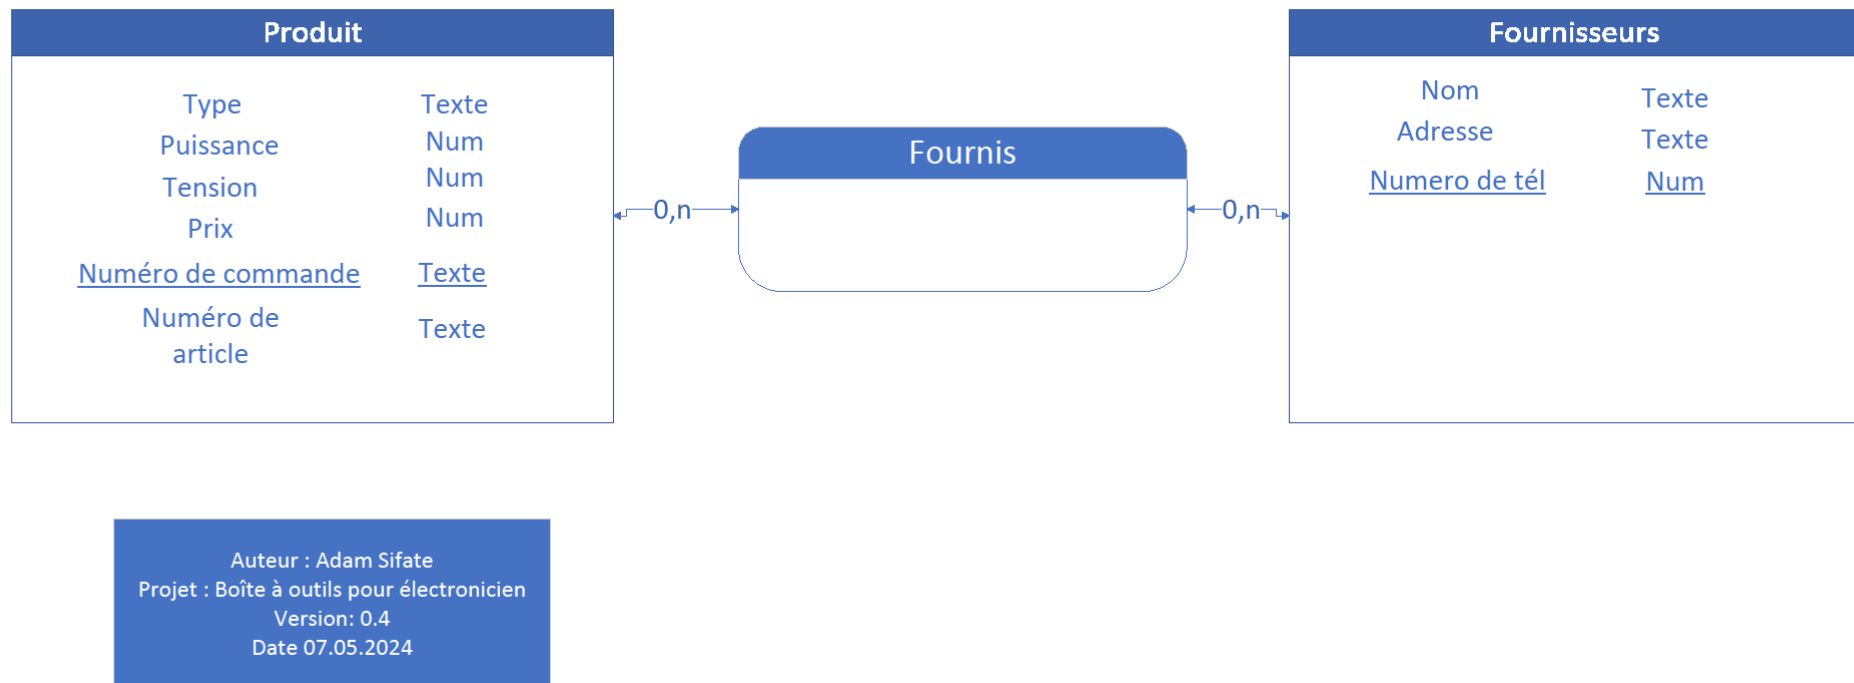 Produit
Type Texte
Puissance Num
Tension Num
Prix Num
Numéro de commande Texte
Numéro de
article Texte
0,n
Fournis
0,n
Fournisseurs
Nom Texte
Adresse Texte
Numero de tél Num
Auteur : Adam Sifate
Projet : Boîte à outils pour électronicien
Version: 0.4
Date 07.05.2024